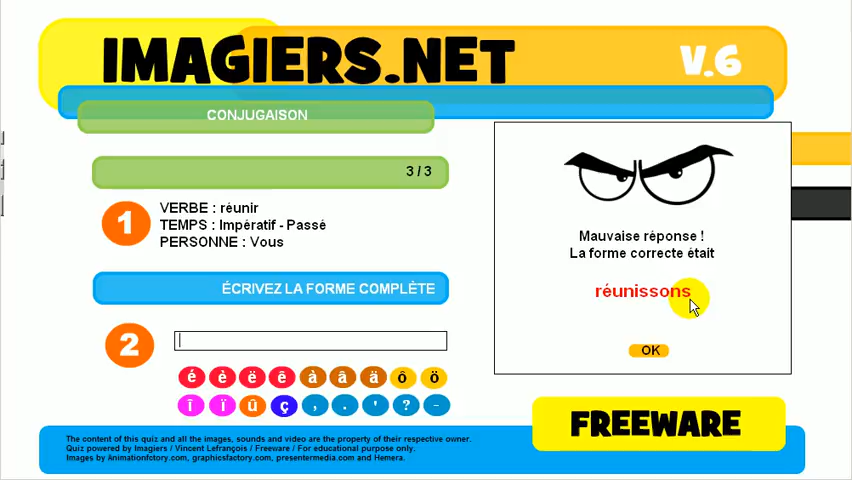 IMAGIERS.NET
V.6
CONJUGAISON
3 / 3
1
VERBE : réunir
TEMPS : Impératif - Passé
PERSONNE : Vous
ÉCRIVEZ LA FORME COMPLÈTE
2
é è ë ê à â ä ô ö
î ï û ç , . ' ? -
Mauvaise réponse !
La forme correcte était
réunissons
OK
FREEWARE
The content of this quiz and all the images, sounds and video are the property of their respective owner.
Quiz powered by Imagiers / Vincent Lefrançois / Freeware / For educational purpose only.
Images by Animationfctory.com, graphicsfactory.com, presentermedia.com and Hemera.